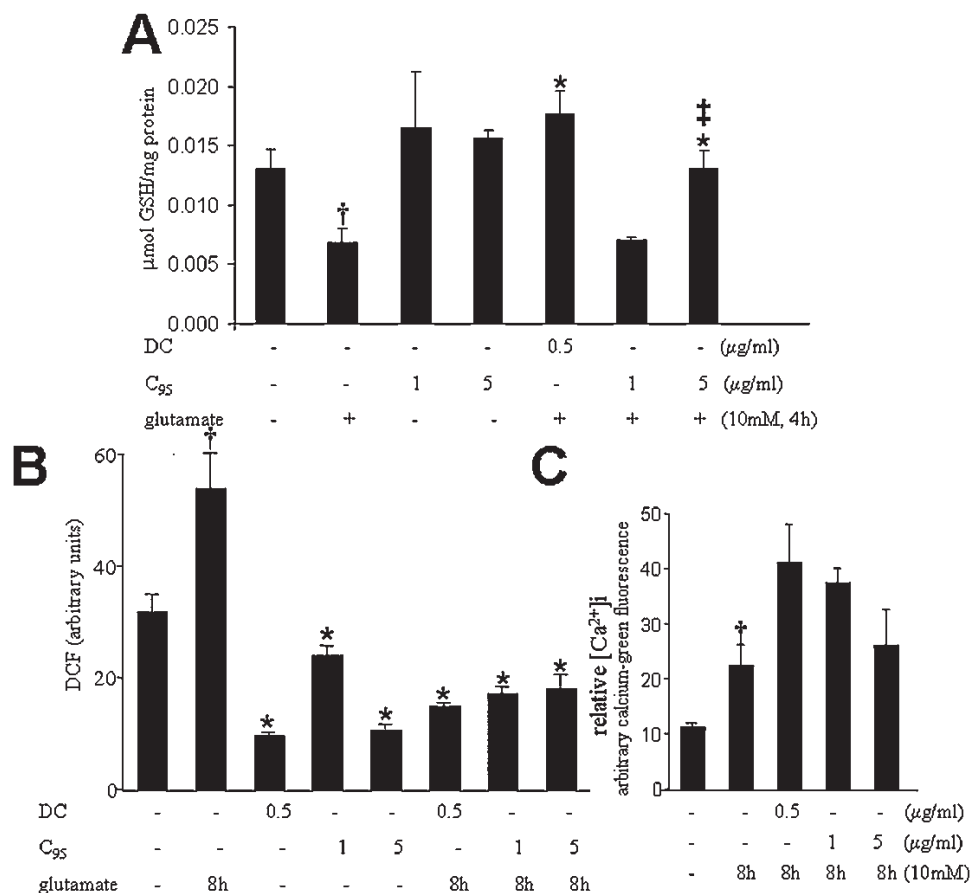 A
µmol GSH/mg protein
0.025
0.020
0.015
0.010
0.005
0.000
† * ‡ *
DC - - - - 0.5 - - (µg/ml)
C95 - - 1 5 - 1 5 (µg/ml)
glutamate - + - - + + + (10mM, 4h)
B
DCF (arbitrary units)
60
40
20
0
† * * * * * *
DC - - 0.5 - - 0.5 - -
C95 - - - 1 5 - 1 5
glutamate - 8h - - - 8h 8h 8h
C
relative [Ca2+]i
arbitrary calcium-green fluorescence
50
40
30
20
10
0
†
- - 0.5 - - (µg/ml)
- - - 1 5 (µg/ml)
- 8h 8h 8h 8h (10mM)